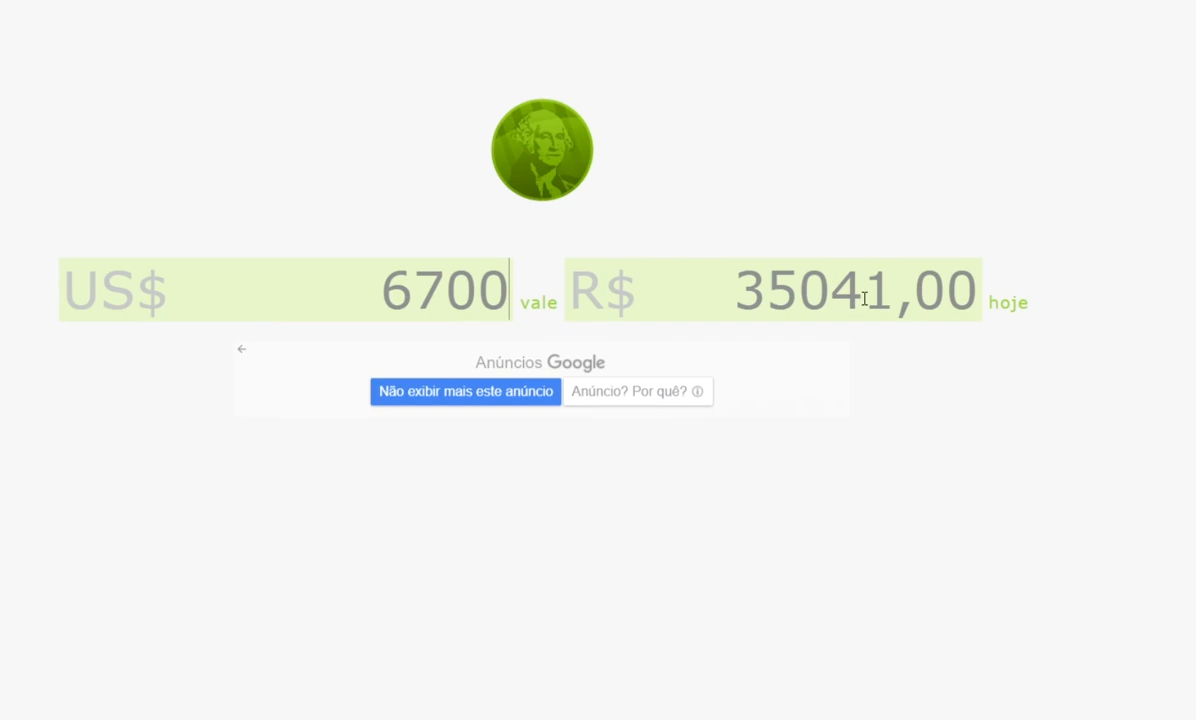 US$ 6700 vale R$ 35041,00 hoje
Anúncios Google
Não exibir mais este anúncio Anúncio? Por quê?